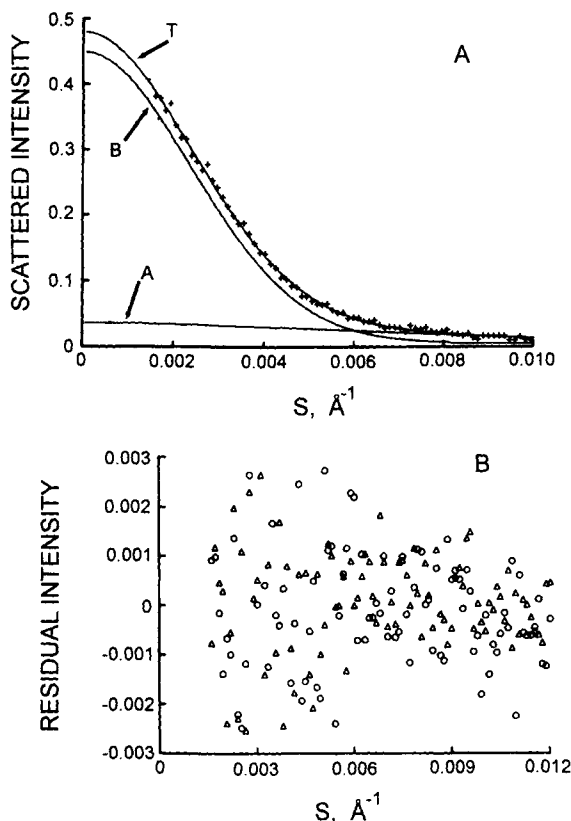 0.5
T
A
0.4
B
0.3
0.2
0.1
A
0
0
0.002
0.004
0.006
0.008
0.010
SCATTERED INTENSITY
S, Å-1
0.003
B
0.002
0.001
0
-0.001
-0.002
-0.003
0
0.003
0.006
0.009
0.012
RESIDUAL INTENSITY
S, Å-1